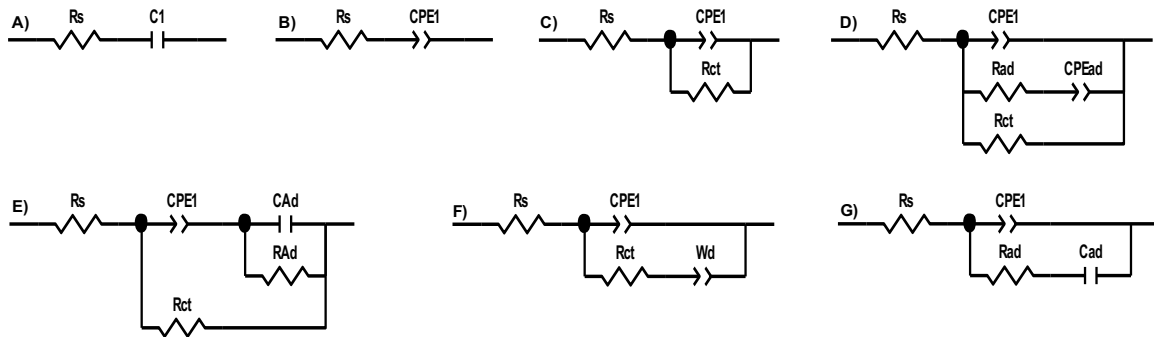 A) Rs C1
B) Rs CPE1
C) Rs CPE1
Rct
D) Rs CPE1
Rad CPEad
Rct
E) Rs CPE1 CAd
RAd
Rct
F) Rs CPE1
Rct Wd
G) Rs CPE1
Rad Cad